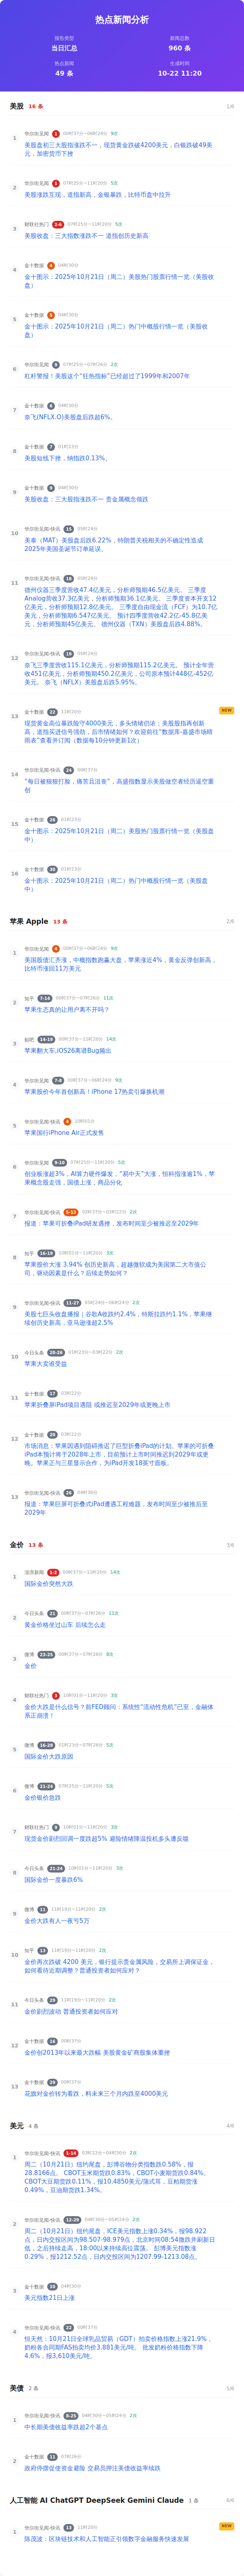 热点新闻分析
报告类型
当日汇总
新闻总数
960 条
热点新闻
49 条
生成时间
10-22 11:20
美股 16 条 1/6
1
华尔街见闻 1 00时37分~06时24分 9次
美股盘初三大股指涨跌不一，现货黄金跌破4200美元，白银跌破49美元，加密货币下挫
2
华尔街见闻 1 07时25分~11时20分 5次
美股涨跌互现，道指新高，金银暴跌，比特币盘中拉升
3
财联社热门 2-6 07时25分~11时20分 5次
美股收盘：三大指数涨跌不一 道指创历史新高
4
金十数据 4 04时30分
金十图示：2025年10月21日（周二）美股热门股票行情一览（美股收盘）
5
金十数据 5 04时30分
金十图示：2025年10月21日（周二）热门中概股行情一览（美股收盘）
6
华尔街见闻 6 07时25分~07时26分 2次
杠杆警报！美股这个“狂热指标”已经超过了1999年和2007年
7
金十数据 6 04时30分
奈飞(NFLX.O)美股盘后跌超6%。
8
金十数据 7 01时23分
美股短线下挫，纳指跌0.13%。
9
金十数据 9 04时30分
美股收盘：三大指数涨跌不一 贵金属概念领跌
10
华尔街见闻-快讯 15 05时24分
美泰（MAT）美股盘后跌6.22%，特朗普关税相关的不确定性造成2025年美国圣诞节订单延误。
11
华尔街见闻-快讯 18 05时24分
德州仪器三季度营收47.4亿美元，分析师预期46.5亿美元。 三季度Analog营收37.3亿美元，分析师预期36.1亿美元。 三季度资本开支12亿美元，分析师预期12.8亿美元。 三季度自由现金流（FCF）为10.7亿美元，分析师预期6.547亿美元。 预计四季度营收42.2亿-45.8亿美元，分析师预期45亿美元。 德州仪器（TXN）美股盘后跌4.88%。
12
华尔街见闻-快讯 19 05时24分
奈飞三季度营收115.1亿美元，分析师预期115.2亿美元。 预计全年营收451亿美元，分析师预期450.2亿美元，公司原本预计448亿-452亿美元。 奈飞（NFLX）美股盘后跌5.95%。
13
金十数据 22 11时20分 NEW
现货黄金高位暴跌险守4000美元，多头情绪仍浓；美股股指再创新高，道指买进信号强劲，后市情绪如何？欢迎前往“数据库-嘉盛市场晴雨表”查看并订阅（数据每10分钟更新1次）
14
华尔街见闻-快讯 24 00时37分
“每日被狠狠打脸，痛苦且沮丧”，高盛指数显示美股做空者经历逼空重创
15
金十数据 26 01时23分
金十图示：2025年10月21日（周二）美股热门股票行情一览（美股盘中）
16
金十数据 30 01时23分
金十图示：2025年10月21日（周二）热门中概股行情一览（美股盘中）
苹果 Apple 13 条 2/6
1
华尔街见闻 4 00时37分~06时24分 9次
美国股债汇齐涨，中概指数跑赢大盘，苹果涨近4%，黄金反弹创新高，比特币涨回11万美元
2
知乎 7-14 00时37分~07时26分 11次
苹果生态真的让用户离不开吗？
3
贴吧 14-19 00时37分~11时20分 14次
苹果翻大车,iOS26离谱Bug频出
4
华尔街见闻 7-8 00时37分~06时24分 9次
苹果股价今年首创新高！iPhone 17热卖引爆换机潮
5
华尔街见闻-快讯 4 10时01分
苹果国行iPhone Air正式发售
6
华尔街见闻 9-10 07时25分~11时20分 5次
创业板涨超3%，AI算力硬件爆发，“易中天”大涨，恒科指涨逾1%，苹果概念股走强，国债上涨，商品分化
7
华尔街见闻-快讯 5-13 02时37分~03时22分 2次
报道：苹果可折叠iPad研发遇挫，发布时间至少被推迟至2029年
8
知乎 16-19 10时01分~11时20分 3次
苹果股价大涨 3.94% 创历史新高，超越微软成为美国第二大市值公司，驱动因素是什么？后续走势如何？
9
华尔街见闻-快讯 11-27 05时24分~06时24分 2次
美股七巨头收盘播报｜谷歌A收跌约2.4%，特斯拉跌约1.1%，苹果继续创历史新高，亚马逊涨超2.5%
10
今日头条 20-26 01时23分~03时22分 2次
苹果大卖谁受益
11
金十数据 17 03时22分
苹果折叠屏iPad项目遇阻 或推迟至2029年或更晚上市
12
金十数据 20 03时22分
市场消息：苹果因遇到阻碍推迟了巨型折叠iPad的计划。苹果的可折叠iPad本预计将于2028年上市，目前预计上市时间推迟到2029年或更晚。苹果正与三星显示合作，为iPad开发18英寸面板。
13
华尔街见闻-快讯 26 04时30分
报道：苹果巨屏可折叠式iPad遭遇工程难题，发布时间至少被推后至2029年
金价 13 条 3/6
1
澎湃新闻 1-2 00时37分~11时20分 14次
国际金价突然大跌
2
今日头条 21 00时37分~07时26分 11次
黄金价格坐过山车 后续怎么走
3
微博 23-25 00时37分~07时26分 8次
金价
4
财联社热门 3 10时01分~11时20分 3次
金价大跌是什么信号？前FED顾问：系统性“流动性危机”已至，金融体系正崩溃！
5
微博 16-28 01时23分~07时26分 5次
国际金价大跌原因
6
微博 21-24 07时25分~11时20分 5次
金价银价急跌
7
财联社热门 9 10时01分~11时20分 3次
现货金价剧烈回调一度跌超5% 避险情绪降温投机多头遭反噬
8
今日头条 21-24 10时01分~11时20分 3次
国际金价一度暴跌6%
9
微博 11 11时19分~11时20分 2次
金价大跌有人一夜亏5万
10
知乎 13 11时19分~11时20分 2次
金价再次跌破 4200 美元，银行提示贵金属风险，交易所上调保证金，如何看待近期调整？普通投资者如何应对？
11
今日头条 29 11时19分~11时20分 2次
金价剧烈波动 普通投资者如何应对
12
金十数据 16 00时37分
金价创2013年以来最大跌幅 美股黄金矿商股集体重挫
13
金十数据 29 00时37分
花旗对金价转为看跌，料未来三个月内跌至4000美元
美元 4 条 4/6
1
华尔街见闻-快讯 1-14 03时22分~04时30分 2次
周二（10月21日）纽约尾盘，彭博谷物分类指数跌0.58%，报28.8166点。 CBOT玉米期货跌0.83%，CBOT小麦期货跌0.84%。 CBOT大豆期货跌0.11%，报10.4850美元/蒲式耳，豆粕期货涨0.49%，豆油期货跌1.34%。
2
华尔街见闻-快讯 12-29 04时30分~05时24分 2次
周二（10月21日）纽约尾盘，ICE美元指数上涨0.34%，报98.922点，日内交投区间为98.507-98.979点，北京时间08:54微跌并刷新日低，之后持续走高，18:00以来持续高位震荡。 彭博美元指数涨0.29%，报1212.52点，日内交投区间为1207.99-1213.08点。
3
金十数据 10 04时30分
美元指数21日上涨
4
华尔街见闻-快讯 22 00时37分
恒天然：10月21日全球乳品贸易（GDT）拍卖价格指数上涨21.9%，奶粉各合同期FAS拍卖均价3.881美元/吨。 批发奶粉价格指数下降4.6%，报3,610美元/吨。
美债 2 条 5/6
1
华尔街见闻-快讯 8-25 04时30分~05时24分 2次
中长期美债收益率跌超2个基点
2
金十数据 11 07时26分
政府停摆促使资金避险 交易员押注美债收益率续跌
人工智能 AI ChatGPT DeepSeek Gemini Claude 1 条 6/6
1
华尔街见闻-快讯 13 11时20分 NEW
陈茂波：区块链技术和人工智能正引领数字金融服务快速发展